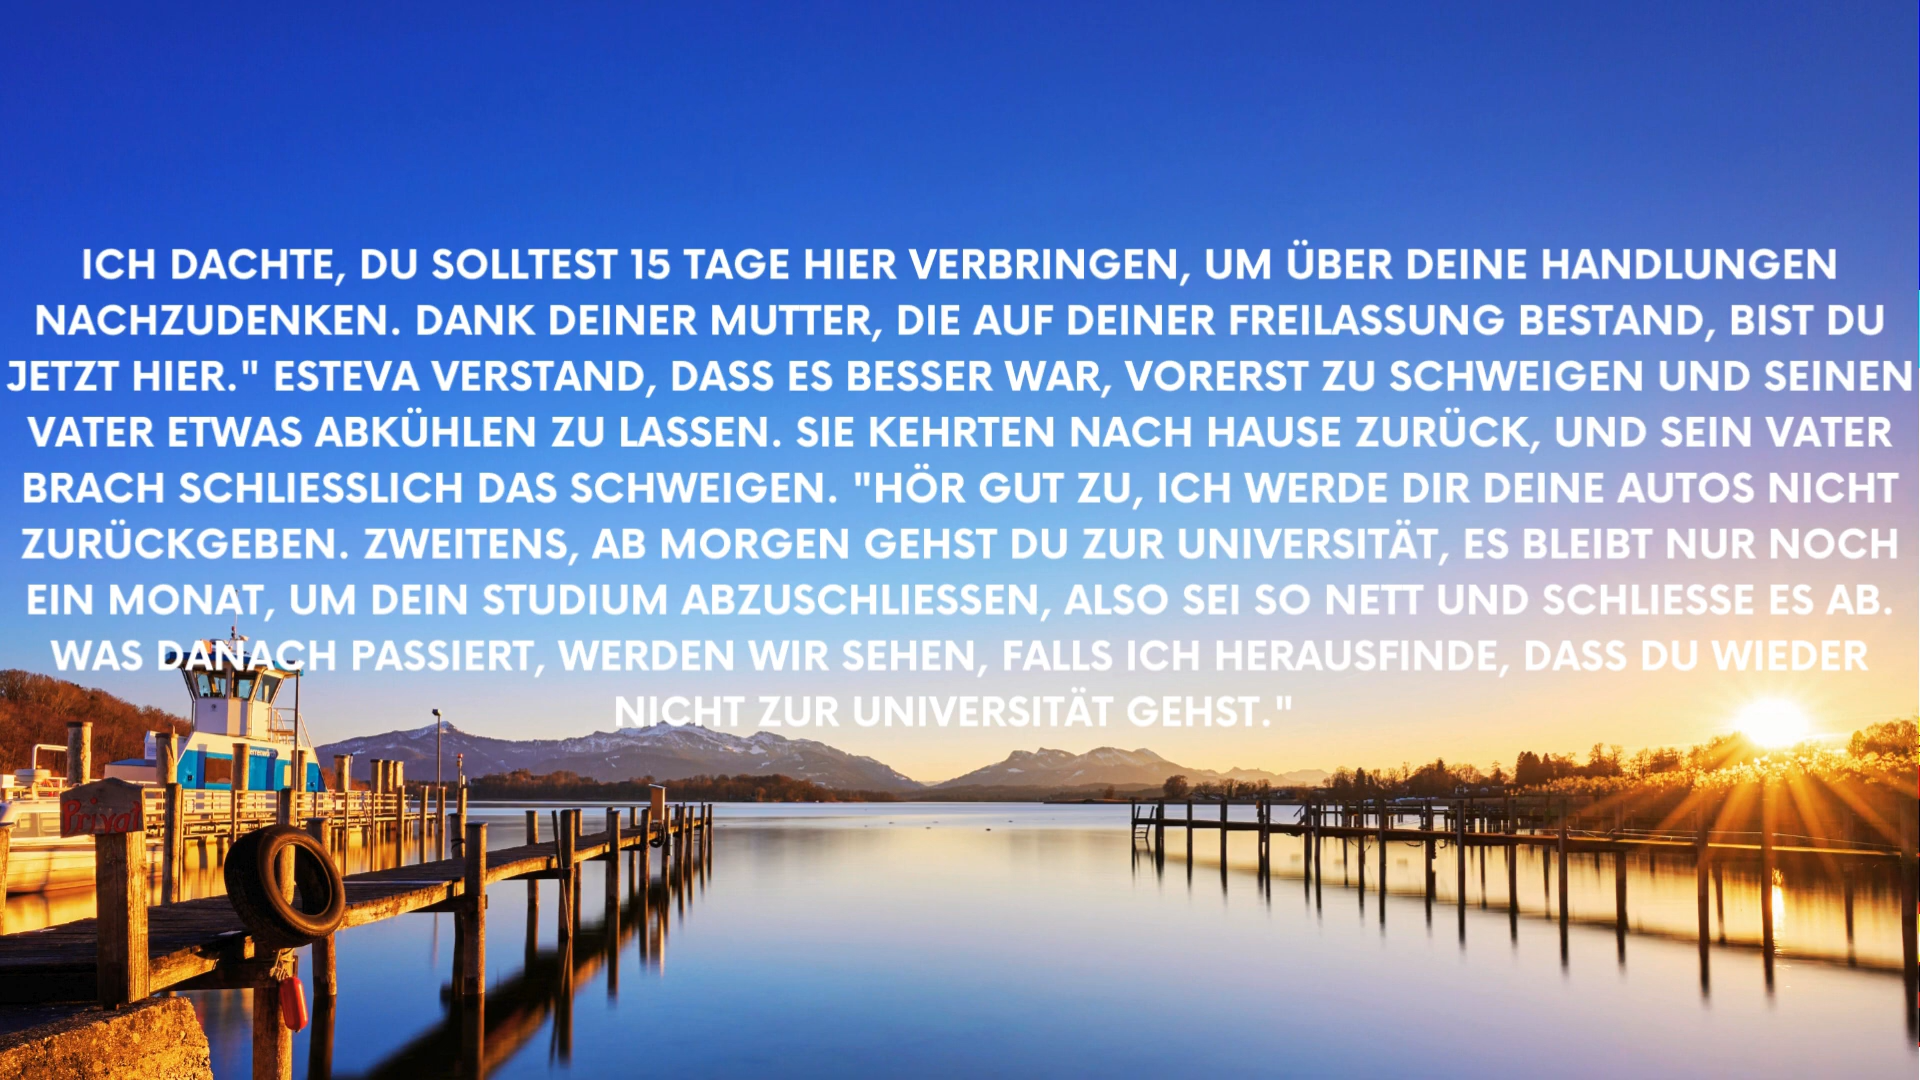 ICH DACHTE, DU SOLLTEST 15 TAGE HIER VERBRINGEN, UM ÜBER DEINE HANDLUNGEN
NACHZUDENKEN. DANK DEINER MUTTER, DIE AUF DEINER FREILASSUNG BESTAND, BIST DU
JETZT HIER." ESTEVA VERSTAND, DASS ES BESSER WAR, VORERST ZU SCHWEIGEN UND SEINEN
VATER ETWAS ABKÜHLEN ZU LASSEN. SIE KEHRTEN NACH HAUSE ZURÜCK, UND SEIN VATER
BRACH SCHLIESSLICH DAS SCHWEIGEN. "HÖR GUT ZU, ICH WERDE DIR DEINE AUTOS NICHT
ZURÜCKGEBEN. ZWEITENS, AB MORGEN GEHST DU ZUR UNIVERSITÄT, ES BLEIBT NUR NOCH
EIN MONAT, UM DEIN STUDIUM ABZUSCHLIESSEN, ALSO SEI SO NETT UND SCHLIESSE ES AB.
WAS DANACH PASSIERT, WERDEN WIR SEHEN, FALLS ICH HERAUSFINDE, DASS DU WIEDER
NICHT ZUR UNIVERSITÄT GEHST."
Privat